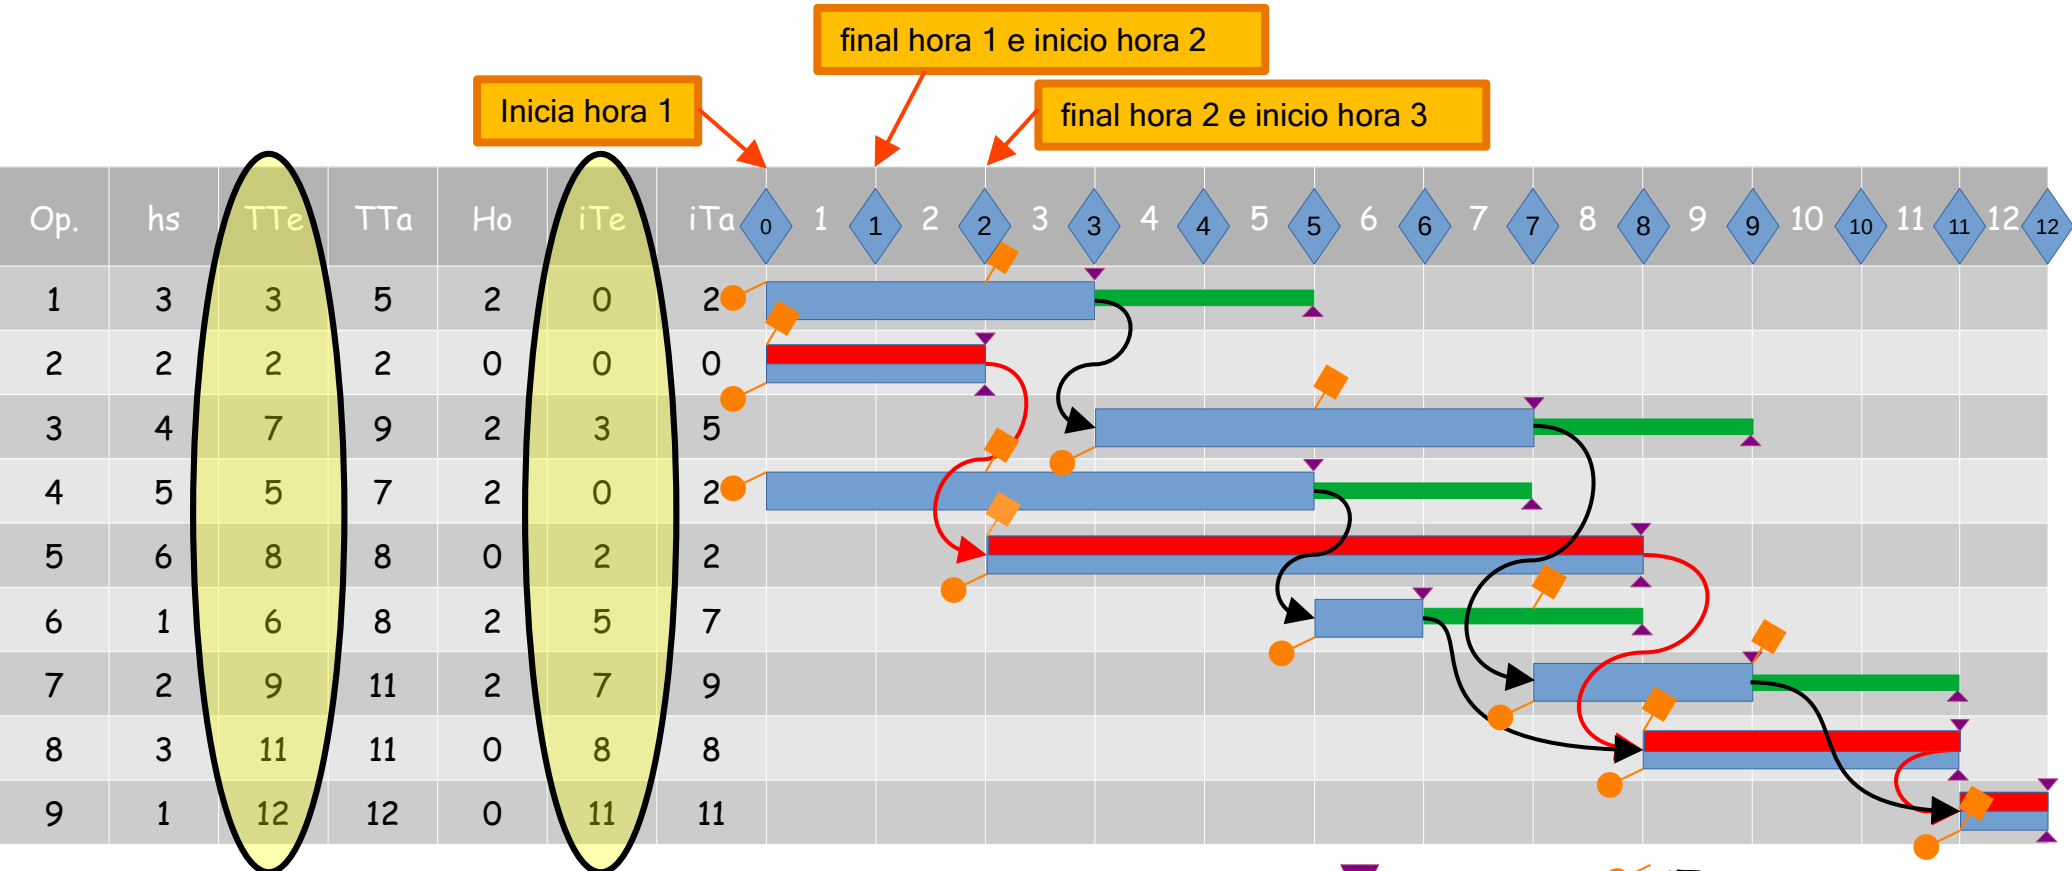 final hora 1 e inicio hora 2
Inicia hora 1
final hora 2 e inicio hora 3
Op. hs TTe TTa Ho iTe iTa 0 1 1 2 2 3 3 4 4 5 5 6 6 7 7 8 8 9 9 10 10 11 11 12 12
1 3 3 5 2 0 2
2 2 2 2 0 0 0
3 4 7 9 2 3 5
4 5 5 7 2 0 2
5 6 8 8 0 2 2
6 1 6 8 2 5 7
7 2 9 11 2 7 9
8 3 11 11 0 8 8
9 1 12 12 0 11 11